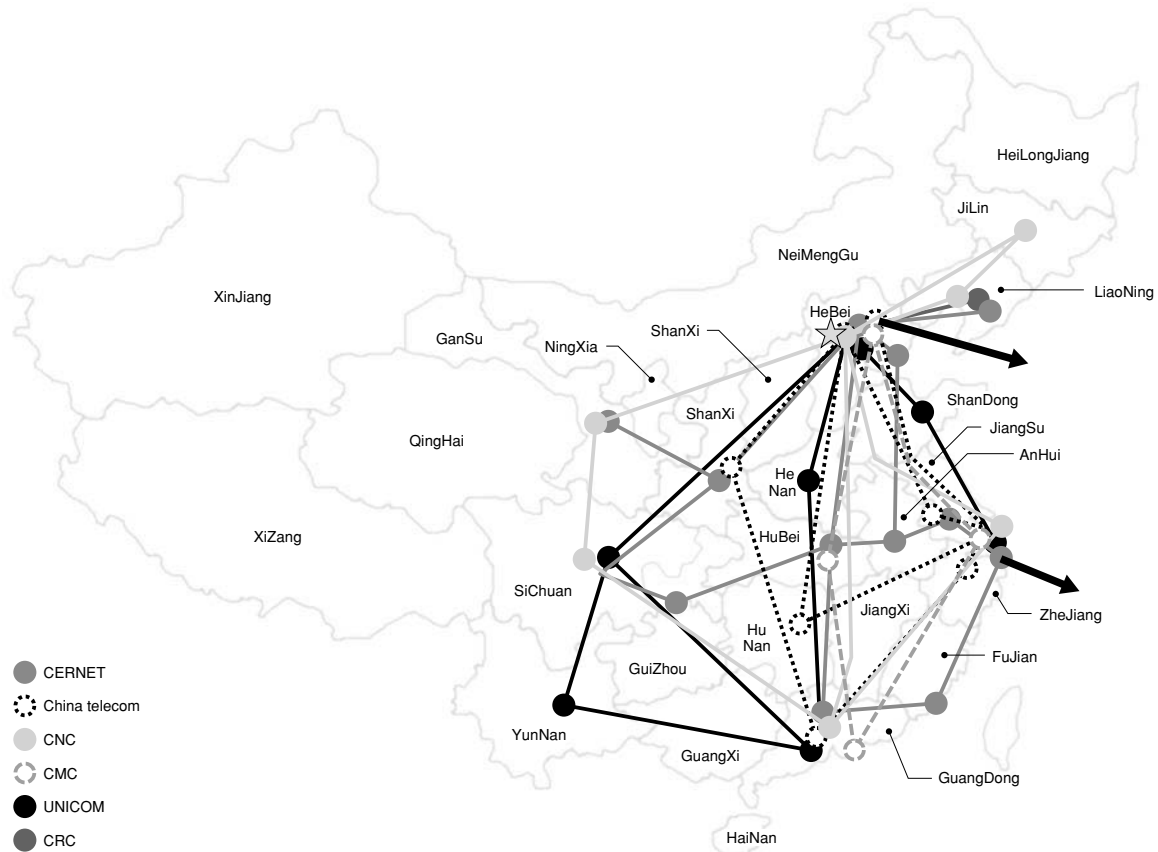 HeiLongJiang
JiLin
NeiMengGu
LiaoNing
XinJiang
HeBei
ShanXi
GanSu
NingXia
ShanDong
ShanXi
JiangSu
QingHai
AnHui
He
Nan
XiZang
HuBei
SiChuan
JiangXi
ZheJiang
Hu
Nan
FuJian
GuiZhou
CERNET
China telecom
YunNan
CNC
GuangXi
CMC
GuangDong
UNICOM
HaiNan
CRC